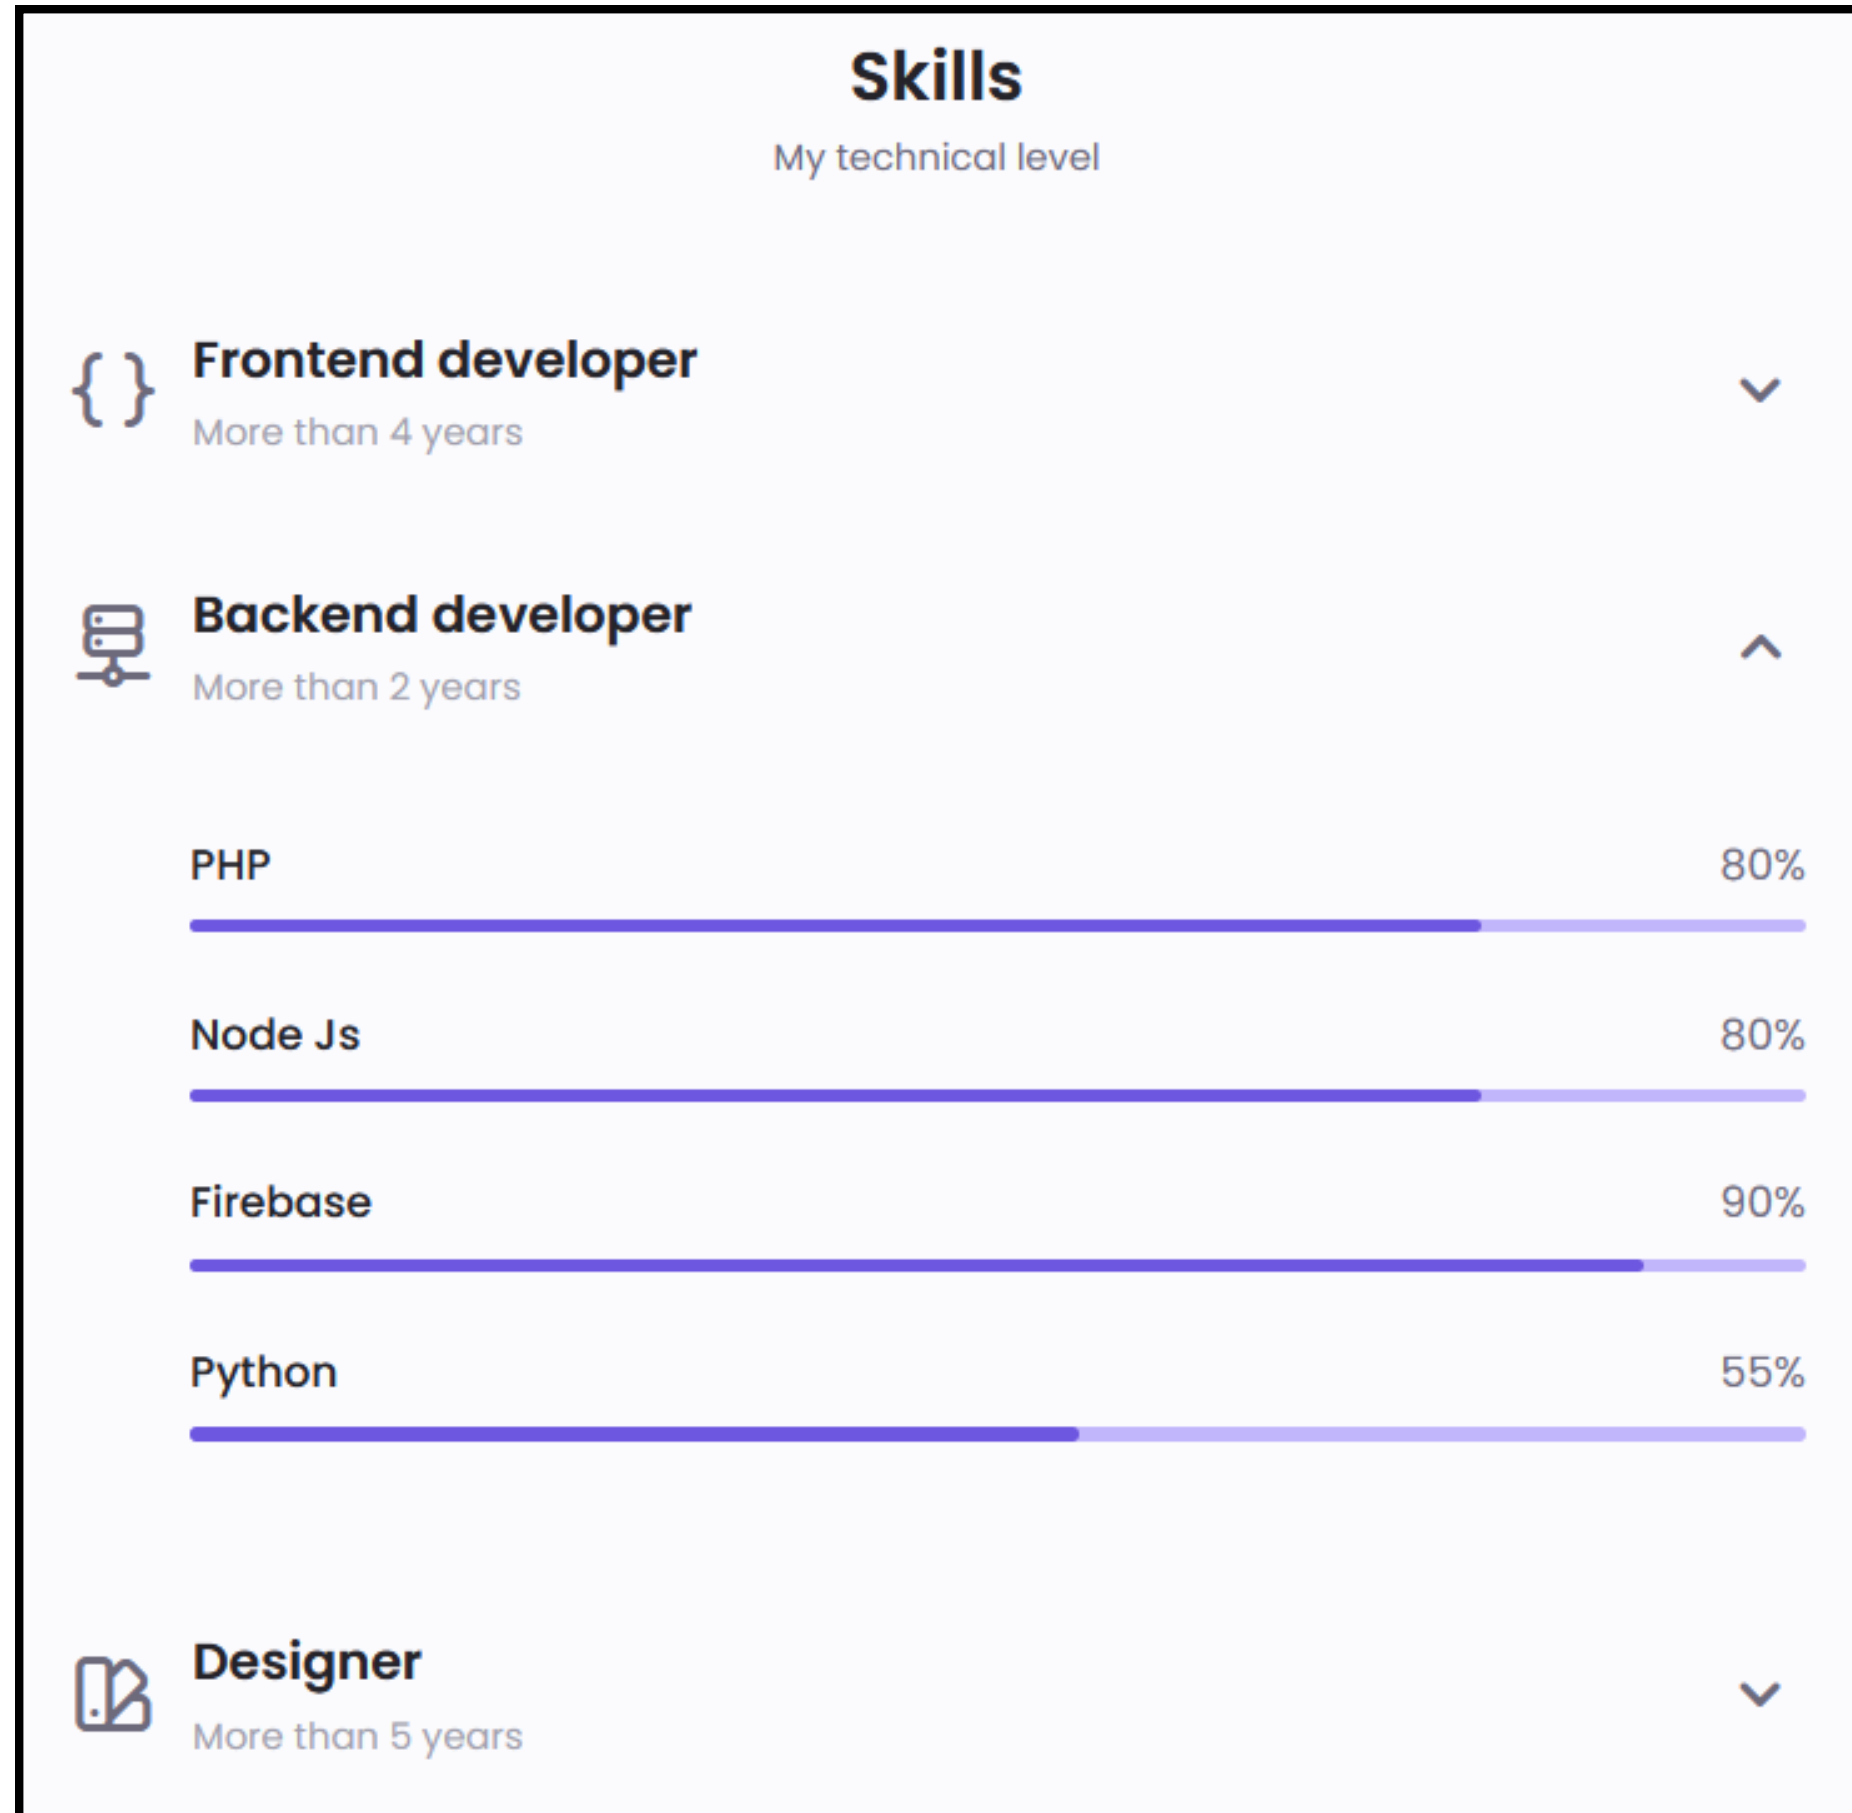 Skills
My technical level
Frontend developer
More than 4 years
Backend developer
More than 2 years
PHP 80%
Node Js 80%
Firebase 90%
Python 55%
Designer
More than 5 years